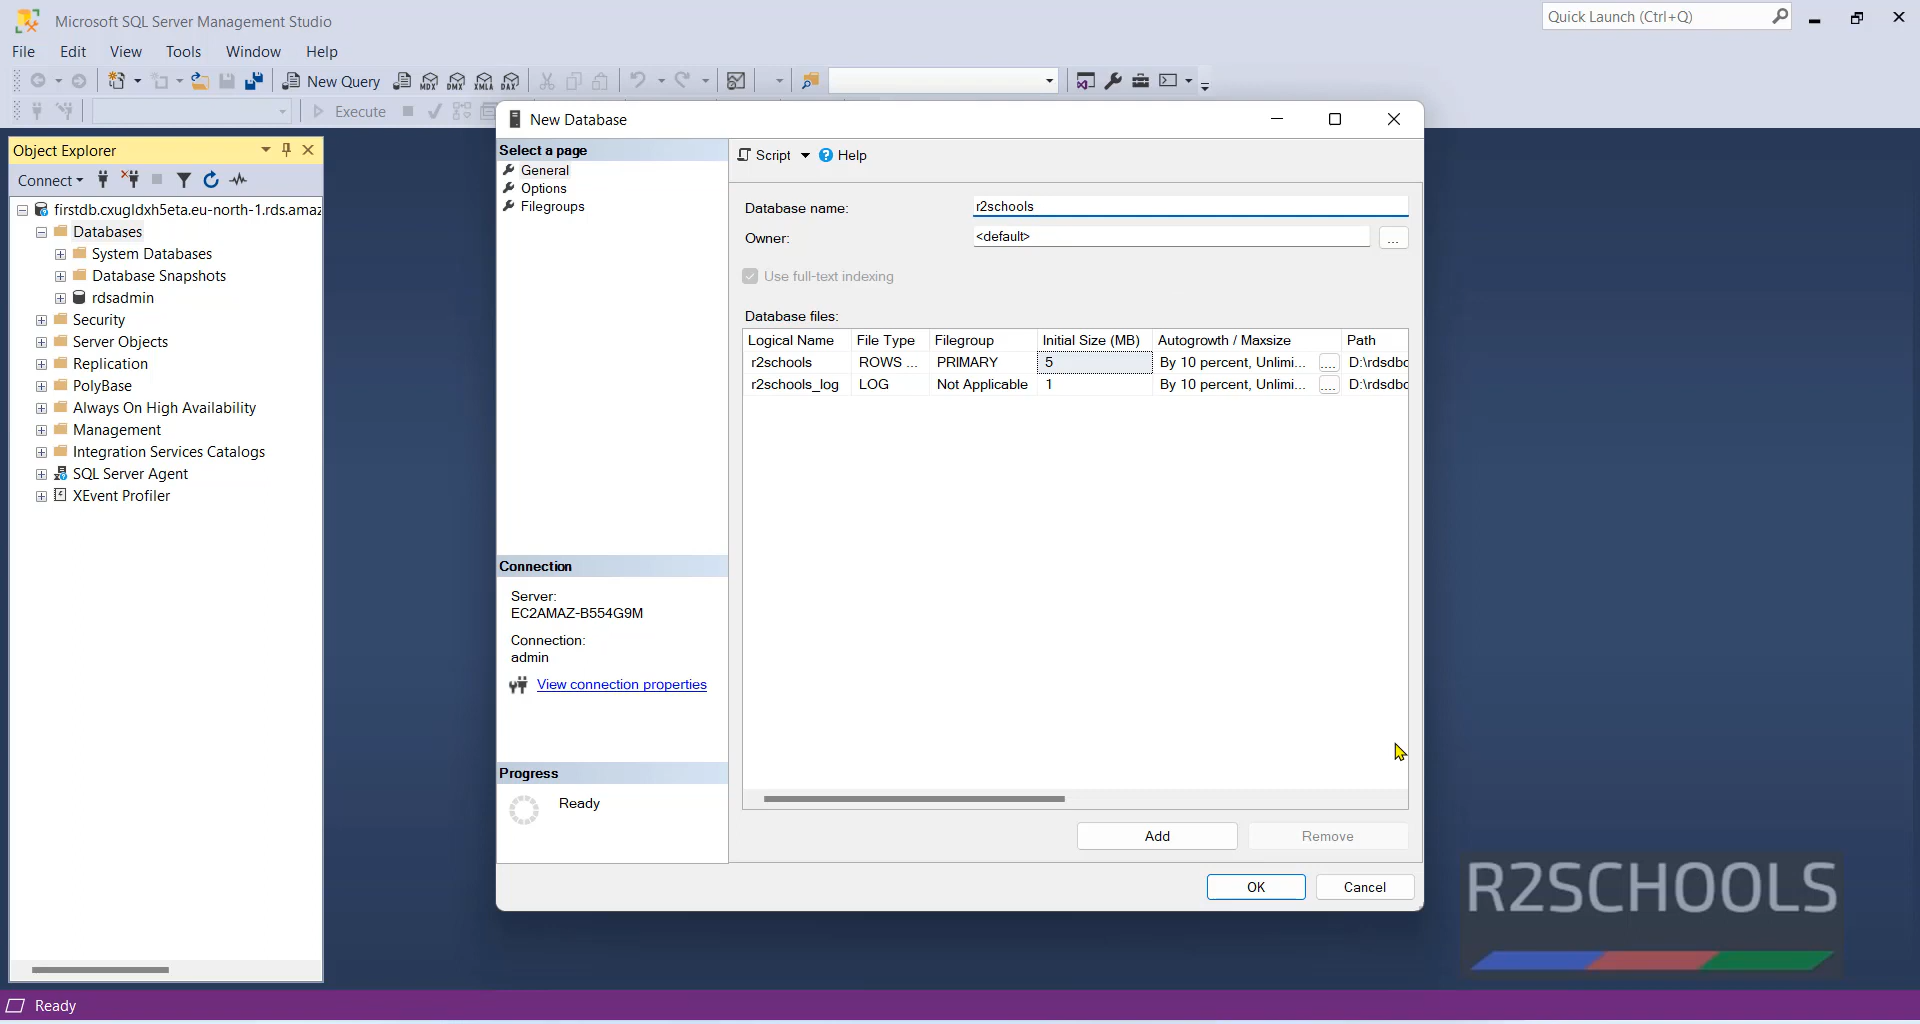 Microsoft SQL Server Management Studio
Quick Launch (Ctrl+Q)
File Edit View Tools Window Help
New Query MDX DMX XMLA DAX
Execute
Object Explorer
Connect
firstdb.cxugldxh5eta.eu-north-1.rds.amaz
Databases
System Databases
Database Snapshots
rdsadmin
Security
Server Objects
Replication
PolyBase
Always On High Availability
Management
Integration Services Catalogs
SQL Server Agent
XEvent Profiler
New Database
Select a page
General
Options
Filegroups
Connection
Server:
EC2AMAZ-B554G9M
Connection:
admin
View connection properties
Progress
Ready
Script Help
Database name: r2schools
Owner: <default> ...
Use full-text indexing
Database files:
Logical Name File Type Filegroup Initial Size (MB) Autogrowth / Maxsize Path
r2schools ROWS ... PRIMARY 5 By 10 percent, Unlimi... .... D:\rdsdbc
r2schools_log LOG Not Applicable 1 By 10 percent, Unlimi... .... D:\rdsdbc
Add Remove
OK Cancel
R2SCHOOLS
Ready